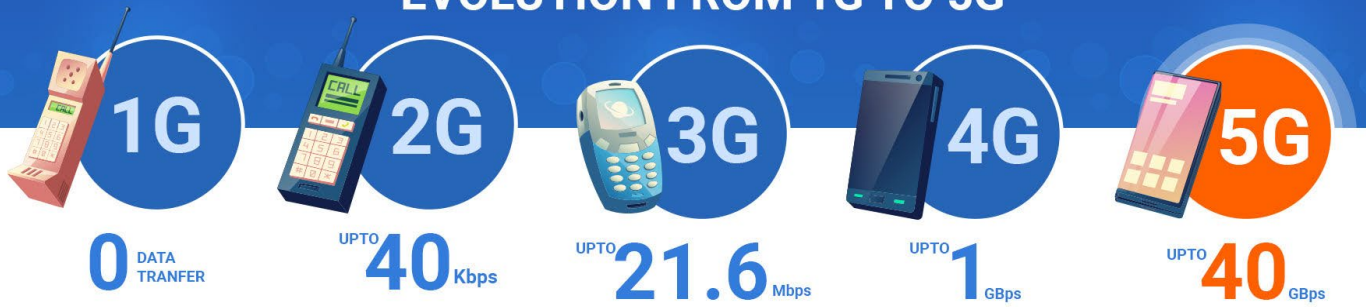 EVOLUTION FROM 1G TO 5G
CALL
1G
CALL
2G
3G
4G
5G
0 DATA
TRANFER
UPTO 40 Kbps
UPTO 21.6 Mbps
UPTO 1 GBps
UPTO 40 GBps